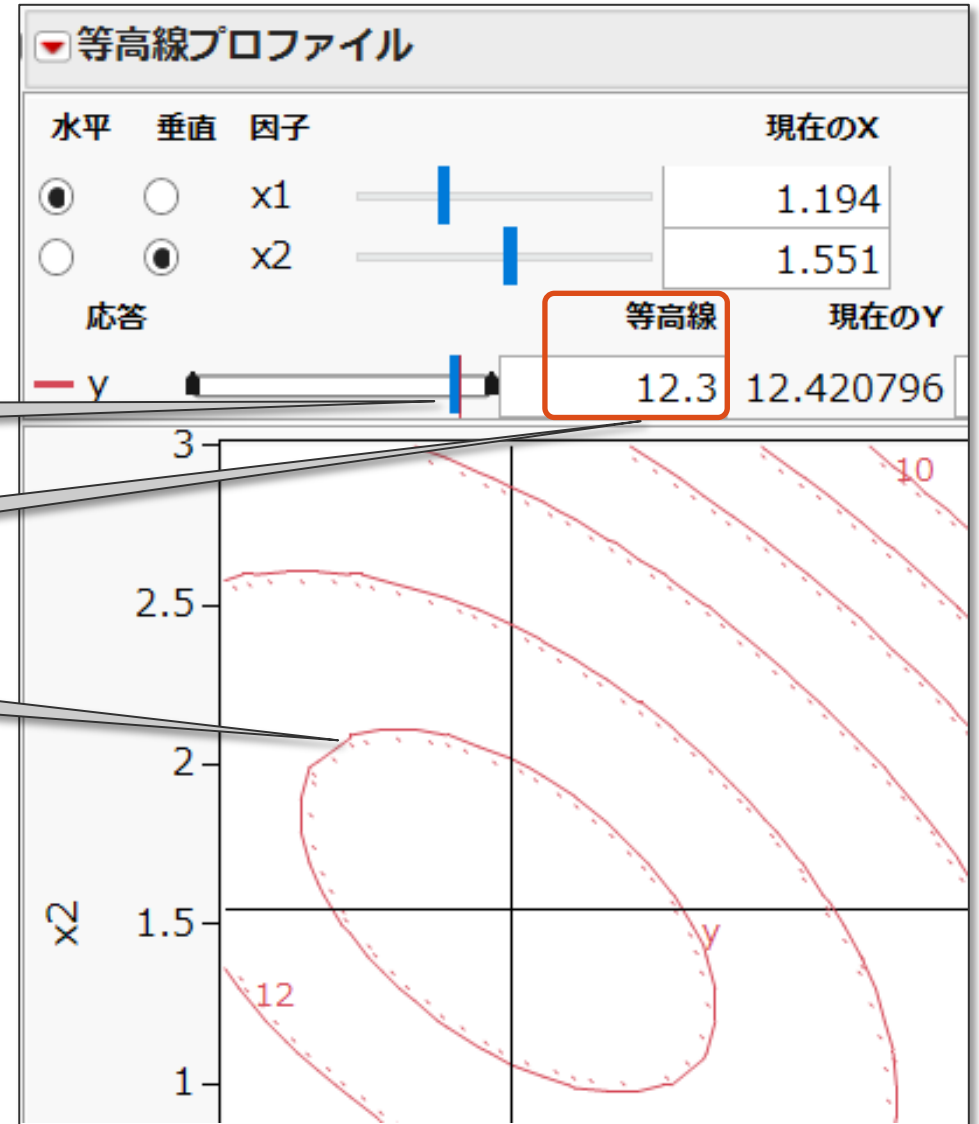 等高線プロファイル
水平 垂直 因子 現在のX
x1 1.194
x2 1.551
応答 等高線 現在のY
y 12.3 12.420796
3
10
2.5
2
x2
1.5
y
12
1